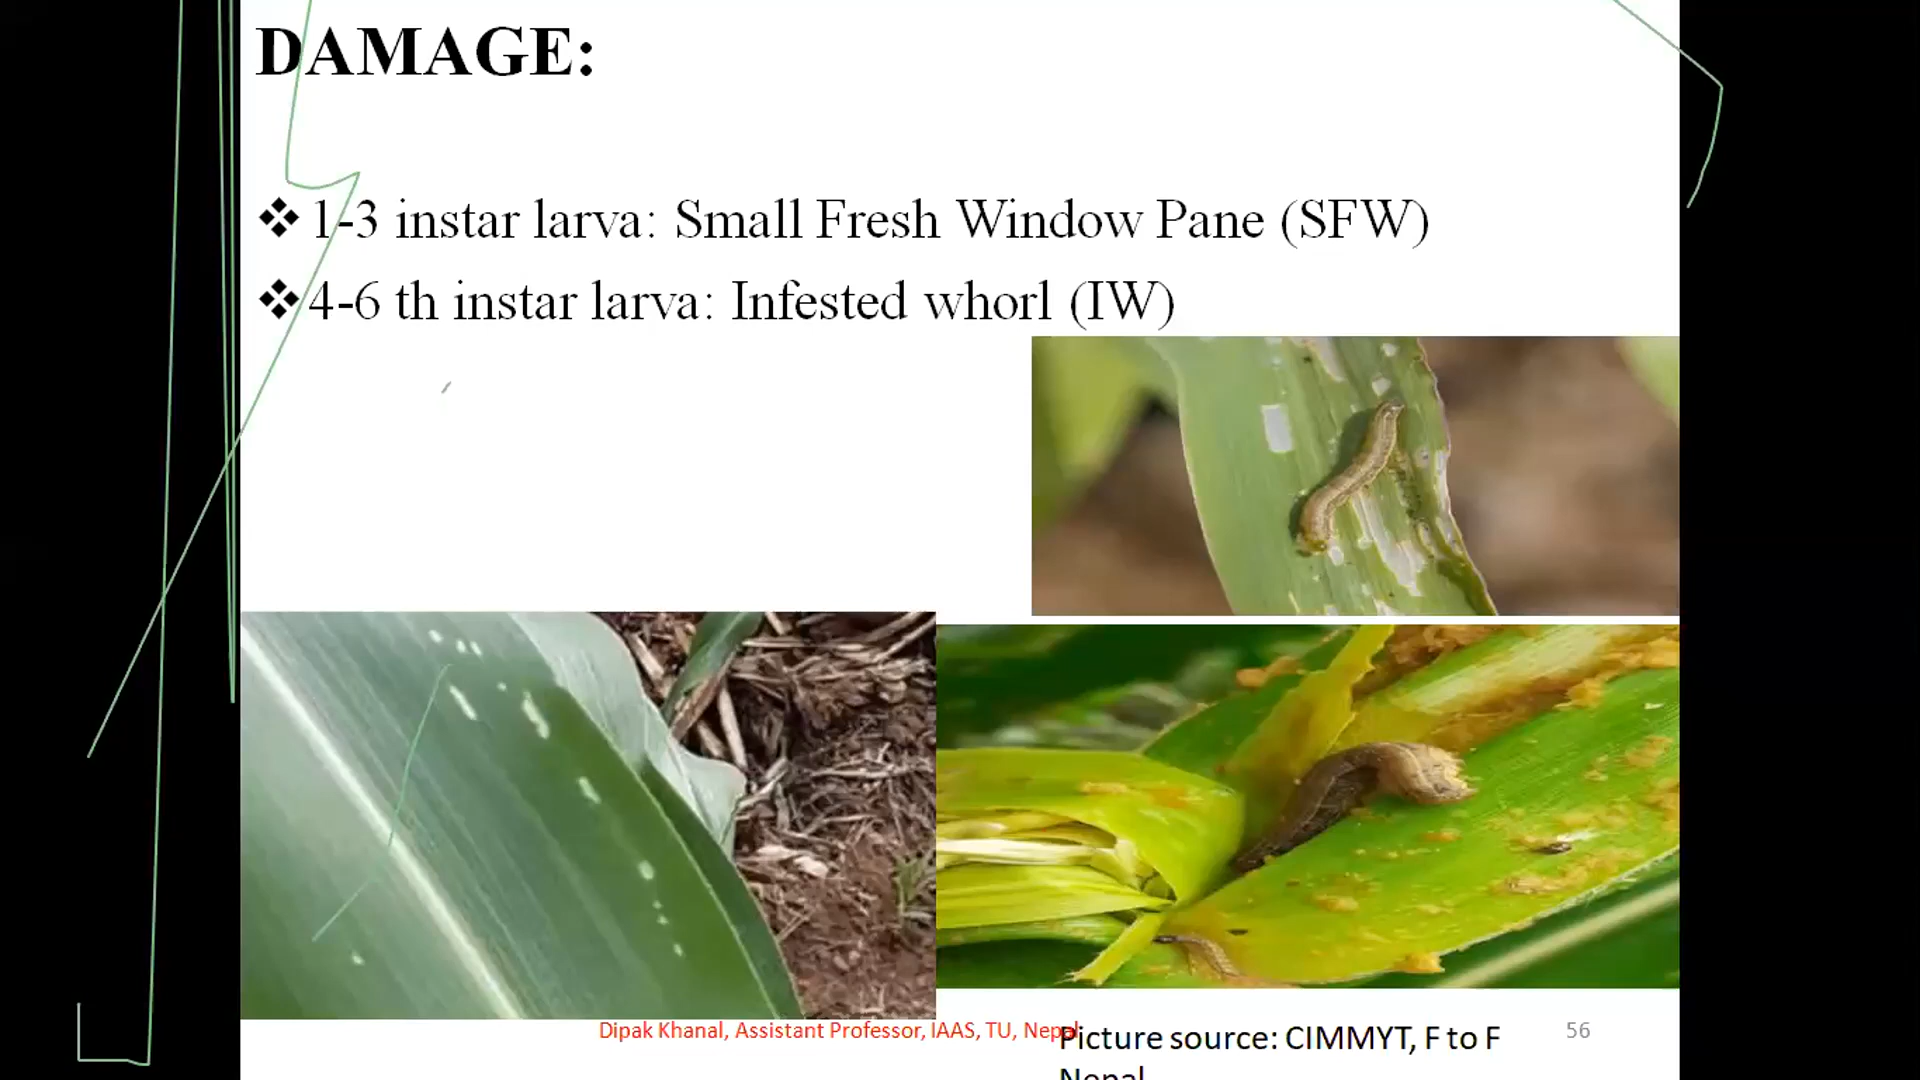 DAMAGE:
❖ 1-3 instar larva: Small Fresh Window Pane (SFW)
❖ 4-6 th instar larva: Infested whorl (IW)
Dipak Khanal, Assistant Professor, IAAS, TU, Nepal
Picture source: CIMMYT, F to F
Nepal
56